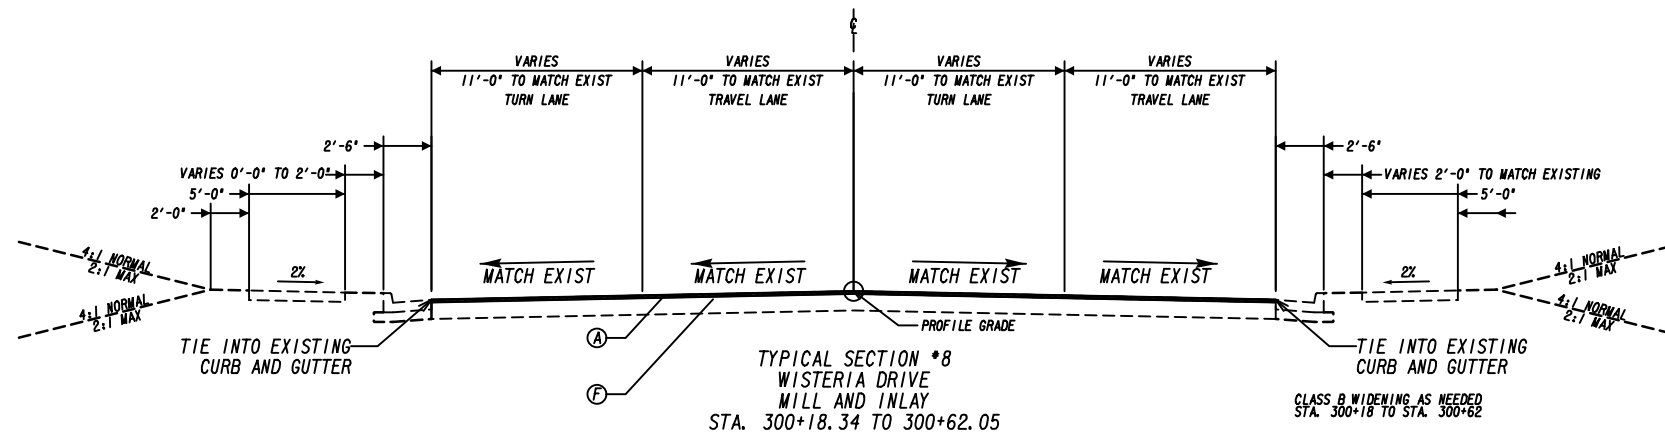 ℄
VARIES
11'-0" TO MATCH EXIST
TURN LANE
VARIES
11'-0" TO MATCH EXIST
TRAVEL LANE
VARIES
11'-0" TO MATCH EXIST
TURN LANE
VARIES
11'-0" TO MATCH EXIST
TRAVEL LANE
2'-6"
2'-6"
VARIES 0'-0" TO 2'-0"
VARIES 2'-0" TO MATCH EXISTING
5'-0"
5'-0"
2'-0"
4:1 NORMAL
2:1 MAX
4:1 NORMAL
2:1 MAX
2%
MATCH EXIST
MATCH EXIST
MATCH EXIST
MATCH EXIST
2%
4:1 NORMAL
2:1 MAX
4:1 NORMAL
2:1 MAX
PROFILE GRADE
A
F
TIE INTO EXISTING
CURB AND GUTTER
TIE INTO EXISTING
CURB AND GUTTER
TYPICAL SECTION #8
WISTERIA DRIVE
MILL AND INLAY
STA. 300+18.34 TO 300+62.05
CLASS B WIDENING AS NEEDED
STA. 300+18 TO STA. 300+62